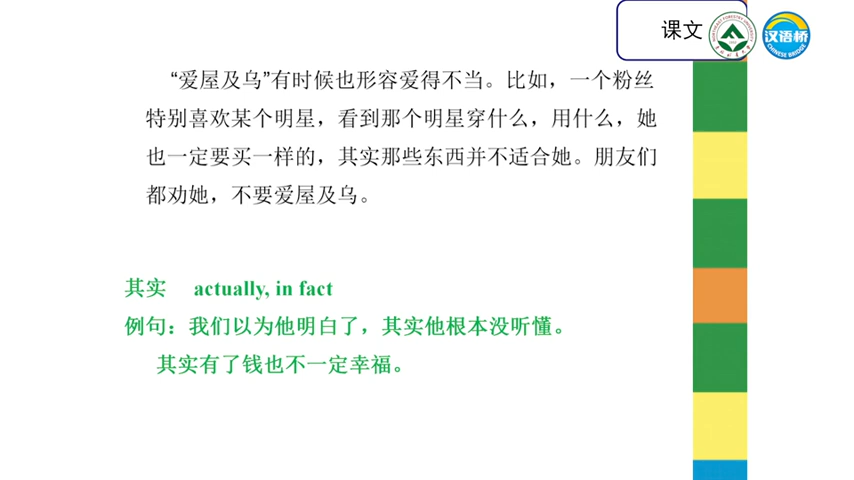 课文
汉语桥
CHINESE BRIDGE
“爱屋及乌”有时候也形容爱得不当。比如，一个粉丝
特别喜欢某个明星，看到那个明星穿什么，用什么，她
也一定要买一样的，其实那些东西并不适合她。朋友们
都劝她，不要爱屋及乌。
其实 actually, in fact
例句：我们以为他明白了，其实他根本没听懂。
其实有了钱也不一定幸福。